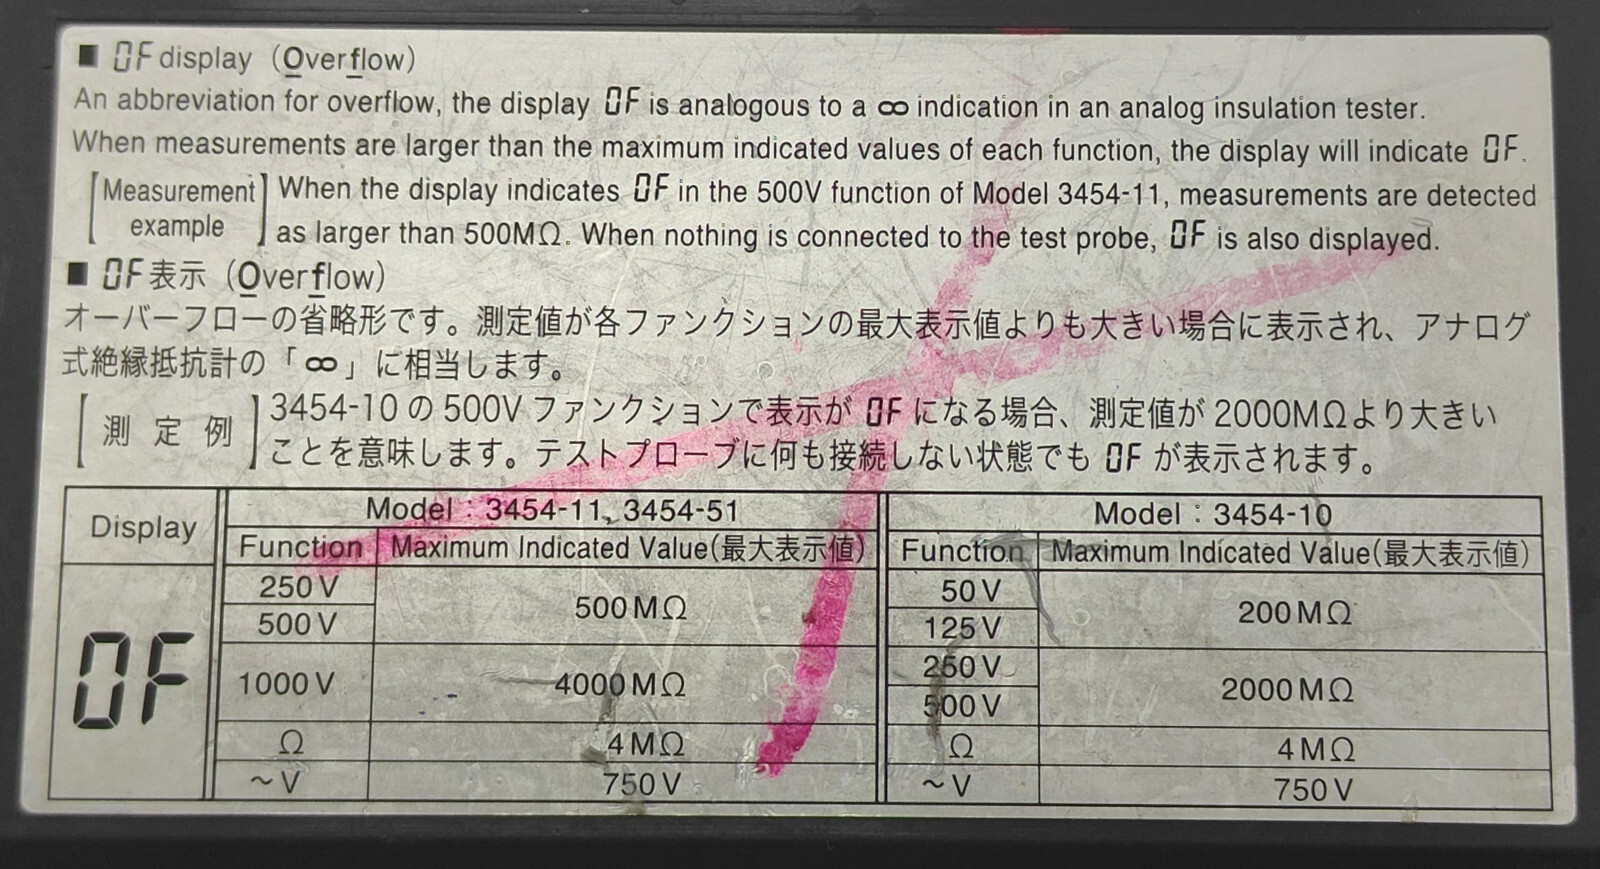 ■ OF display (Overflow)
An abbreviation for overflow, the display OF is analogous to a ∞ indication in an analog insulation tester.
When measurements are larger than the maximum indicated values of each function, the display will indicate OF.
[Measurement example] When the display indicates OF in the 500V function of Model 3454-11, measurements are detected
as larger than 500MΩ. When nothing is connected to the test probe, OF is also displayed.
■ OF表示 (Overflow)
オーバーフローの省略形です。測定値が各ファンクションの最大表示値よりも大きい場合に表示され、アナログ
式絶縁抵抗計の「∞」に相当します。
[測定例] 3454-10の500Vファンクションで表示がOFになる場合、測定値が2000MΩより大きい
ことを意味します。テストプローブに何も接続しない状態でもOFが表示されます。
Display
Model : 3454-11, 3454-51
Model : 3454-10
Function Maximum Indicated Value(最大表示値)
Function Maximum Indicated Value(最大表示値)
OF
250V
500V
500MΩ
1000V 4000MΩ
Ω 4MΩ
~V 750V
50V
125V
200MΩ
250V
500V
2000MΩ
Ω 4MΩ
~V 750V